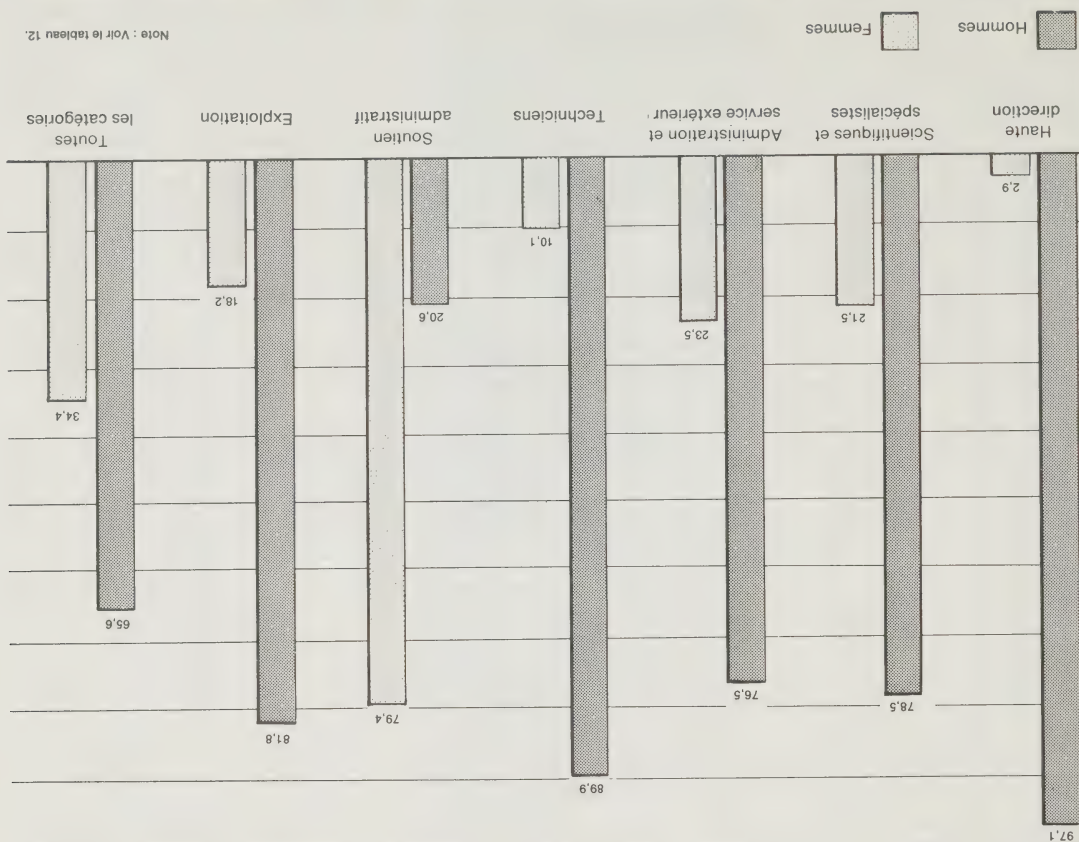 97,1
89,9
81,8
79,4
78,5
76,5
65,6
34,4
23,5
21,5
20,6
18,2
10,1
2,9
Haute
direction
Scientifiques et
spécialistes
Administration et
service extérieur
Techniciens
Soutien
administratif
Exploitation
Toutes
les catégories
Hommes
Femmes
Note : Voir le tableau 12.